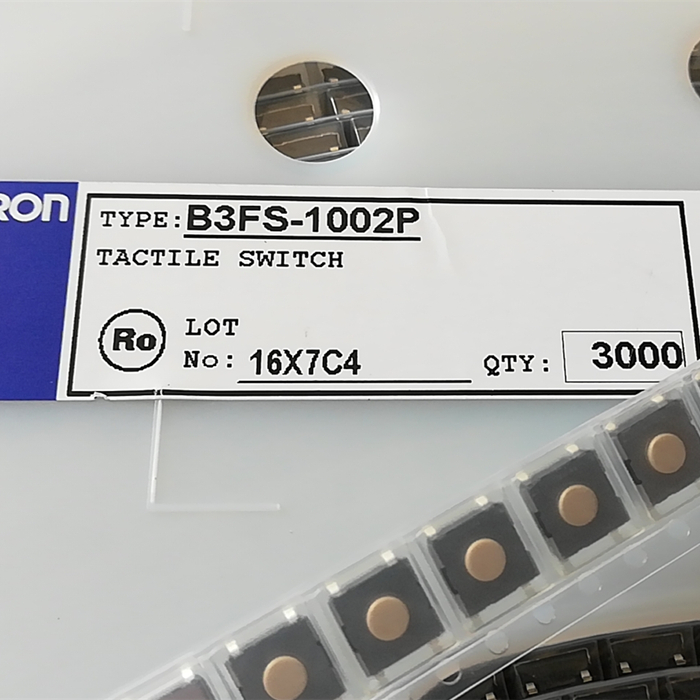 RON
TYPE: B3FS-1002P
TACTILE SWITCH
Ro
LOT
No: 16X7C4
QTY: 3000